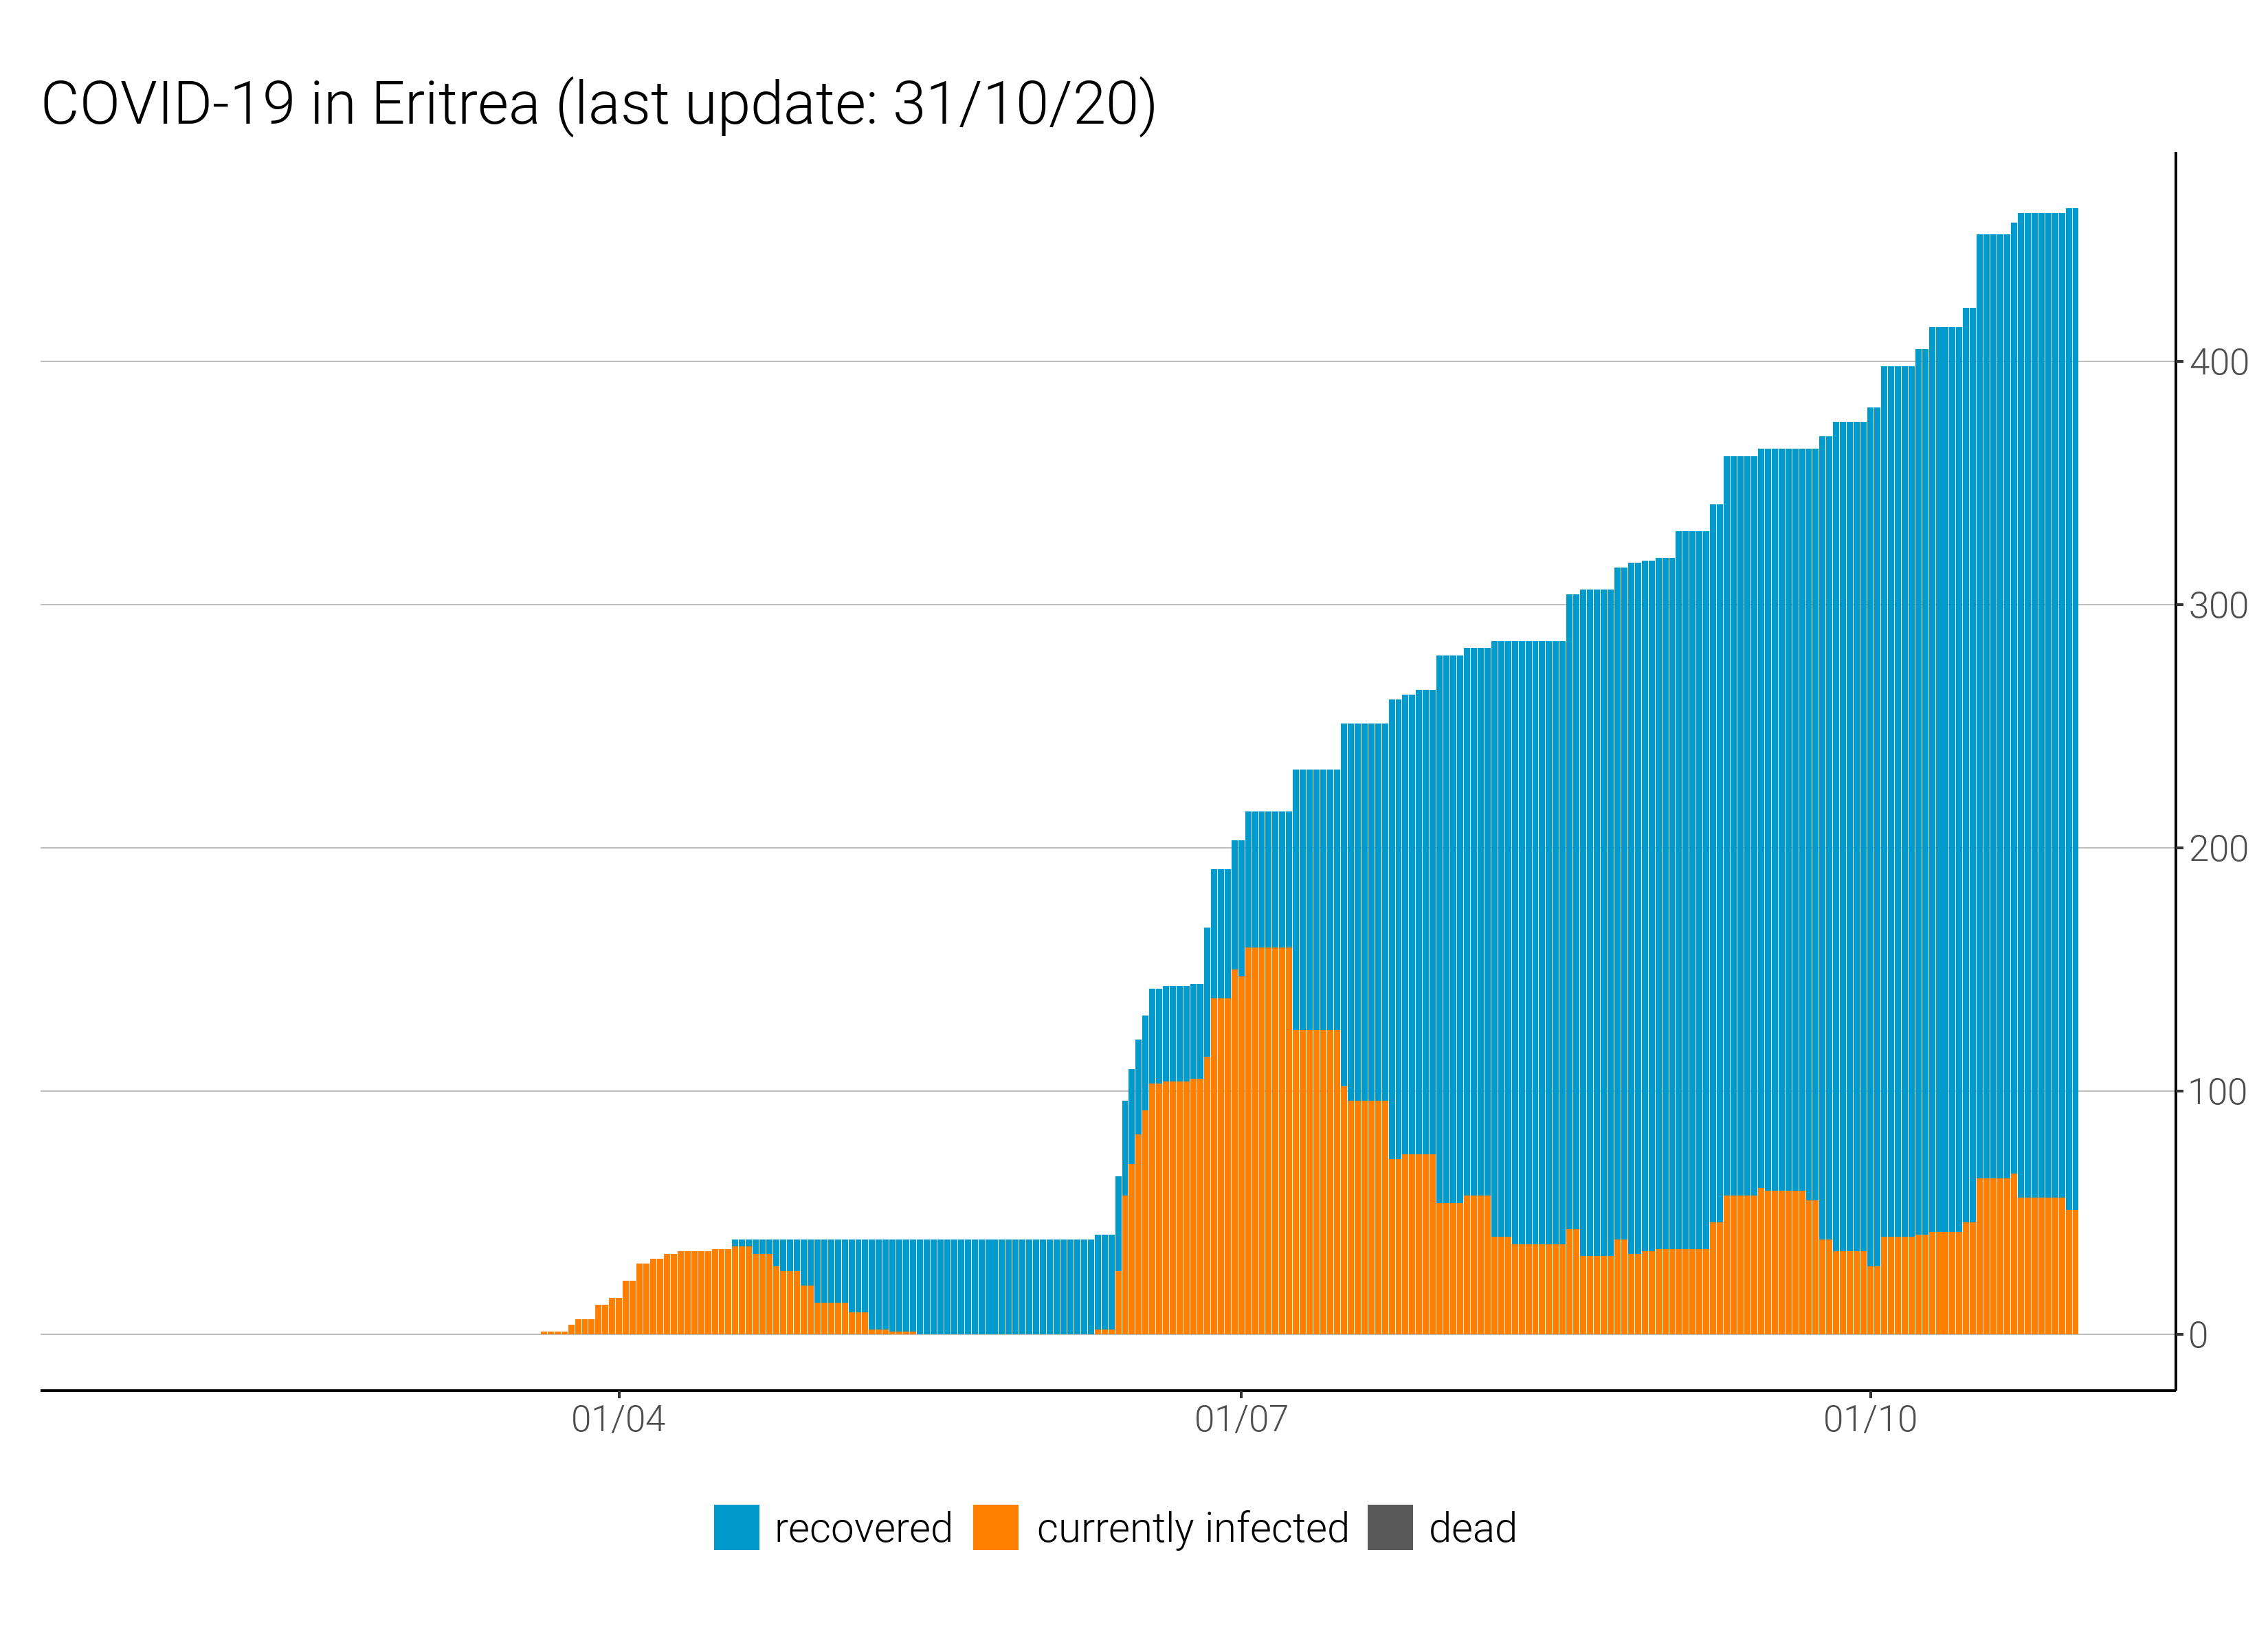 COVID-19 in Eritrea (last update: 31/10/20)
400
300
200
100
0
01/04 01/07 01/10
recovered currently infected dead